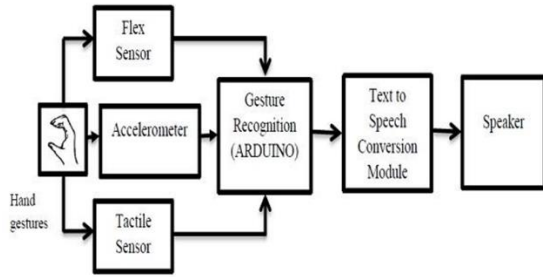 Flex
Sensor
Accelerometer
Hand
gestures
Tactile
Sensor
Gesture
Recognition
(ARDUINO)
Text to
Speech
Conversion
Module
Speaker